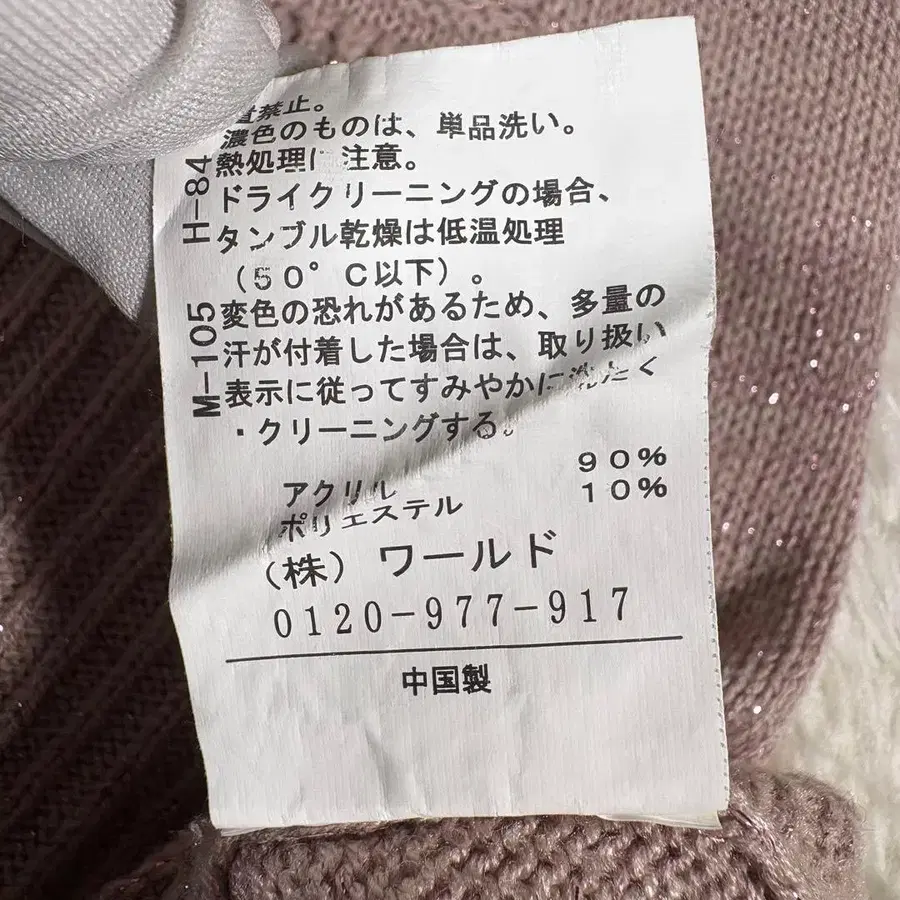 禁止。
濃色のものは、単品洗い。
熱処理に注意。
ドライクリーニングの場合、
タンブル乾燥は低温処理
（50°C以下）。
変色の恐れがあるため、多量の
汗が付着した場合は、取り扱い
表示に従ってすみやかに洗たく
・クリーニングする。
H-84
M-105
アクリル 90%
ポリエステル 10%
（株）ワールド
0120-977-917
中国製